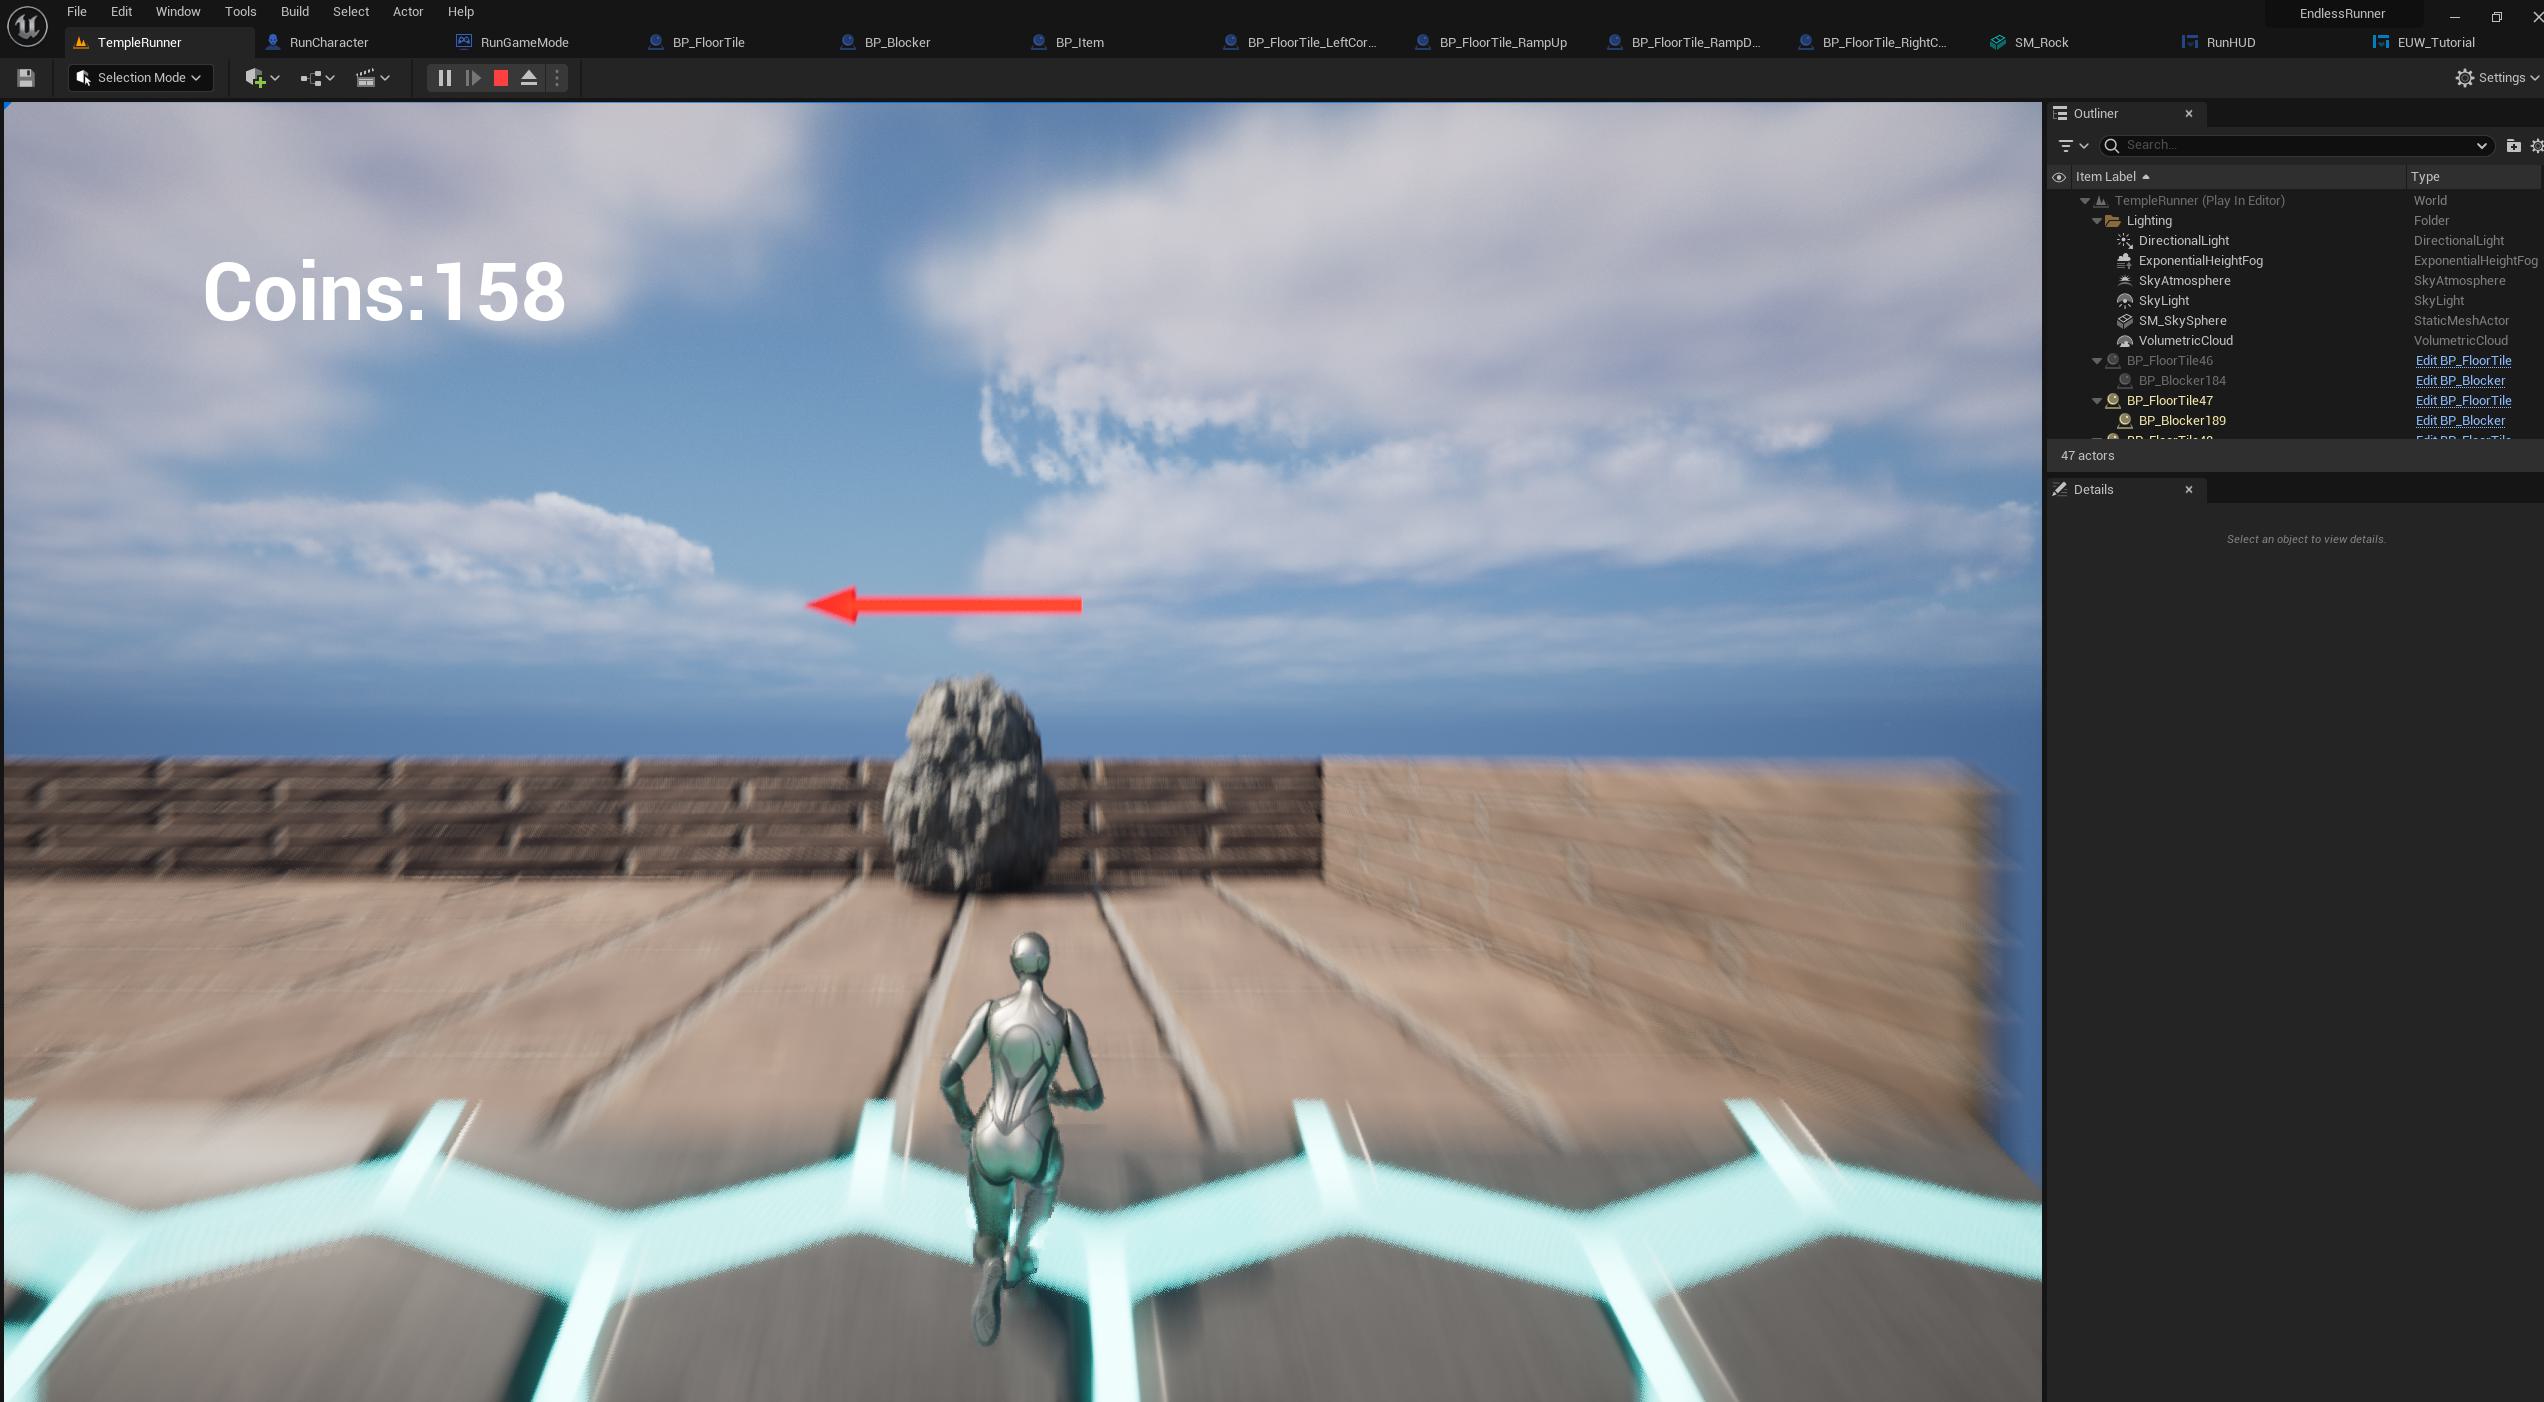 File Edit Window Tools Build Select Actor Help
EndlessRunner
TempleRunner RunCharacter RunGameMode BP_FloorTile BP_Blocker BP_Item BP_FloorTile_LeftCor... BP_FloorTile_RampUp BP_FloorTile_RampD... BP_FloorTile_RightC... SM_Rock RunHUD EUW_Tutorial
Selection Mode
Settings
Coins:158
Outliner
Search...
Item Label Type
TempleRunner (Play In Editor) World
Lighting Folder
DirectionalLight DirectionalLight
ExponentialHeightFog ExponentialHeightFog
SkyAtmosphere SkyAtmosphere
SkyLight SkyLight
SM_SkySphere StaticMeshActor
VolumetricCloud VolumetricCloud
BP_FloorTile46 Edit BP_FloorTile
BP_Blocker184 Edit BP_Blocker
BP_FloorTile47 Edit BP_FloorTile
BP_Blocker189 Edit BP_Blocker
47 actors
Details
Select an object to view details.